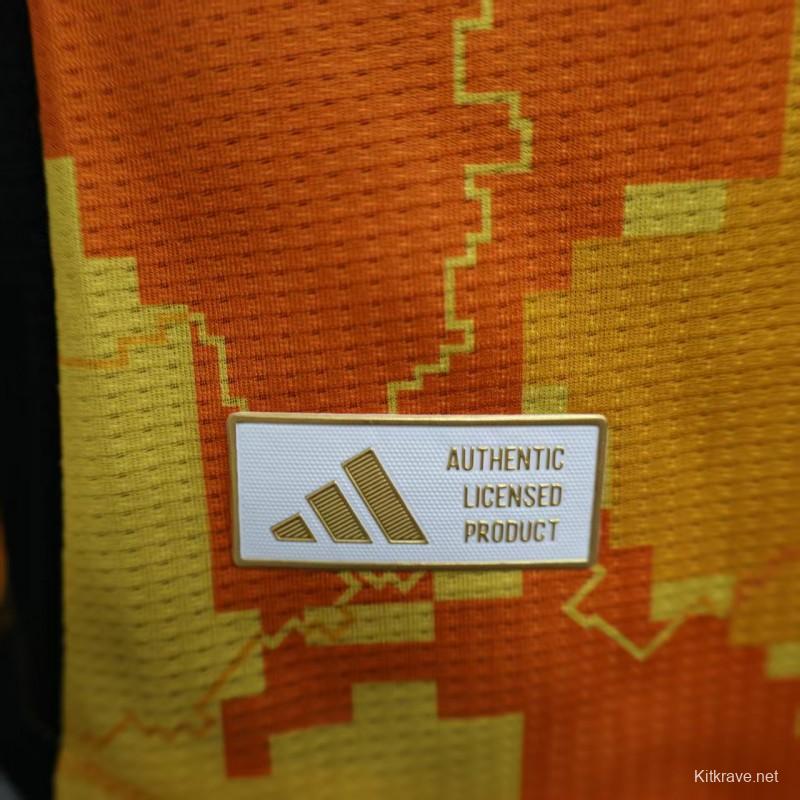 AUTHENTIC
LICENSED
PRODUCT
Kitkrave.net